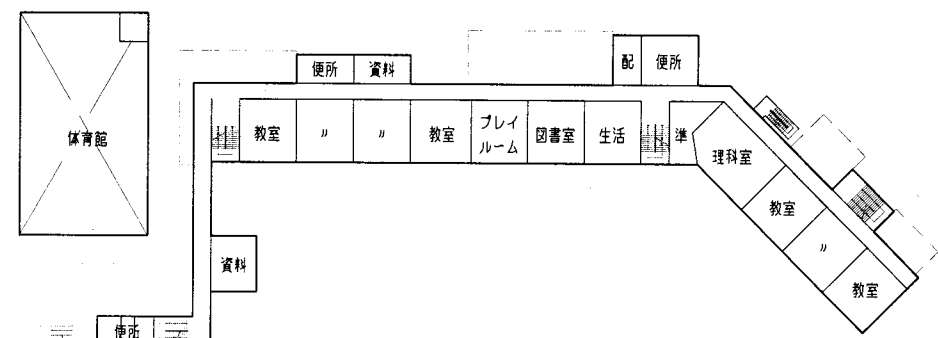 便所
資料
配
便所
体育館
教室
〃
〃
教室
プレイ
ルーム
図書室
生活
準
理科室
教室
〃
教室
資料
便所